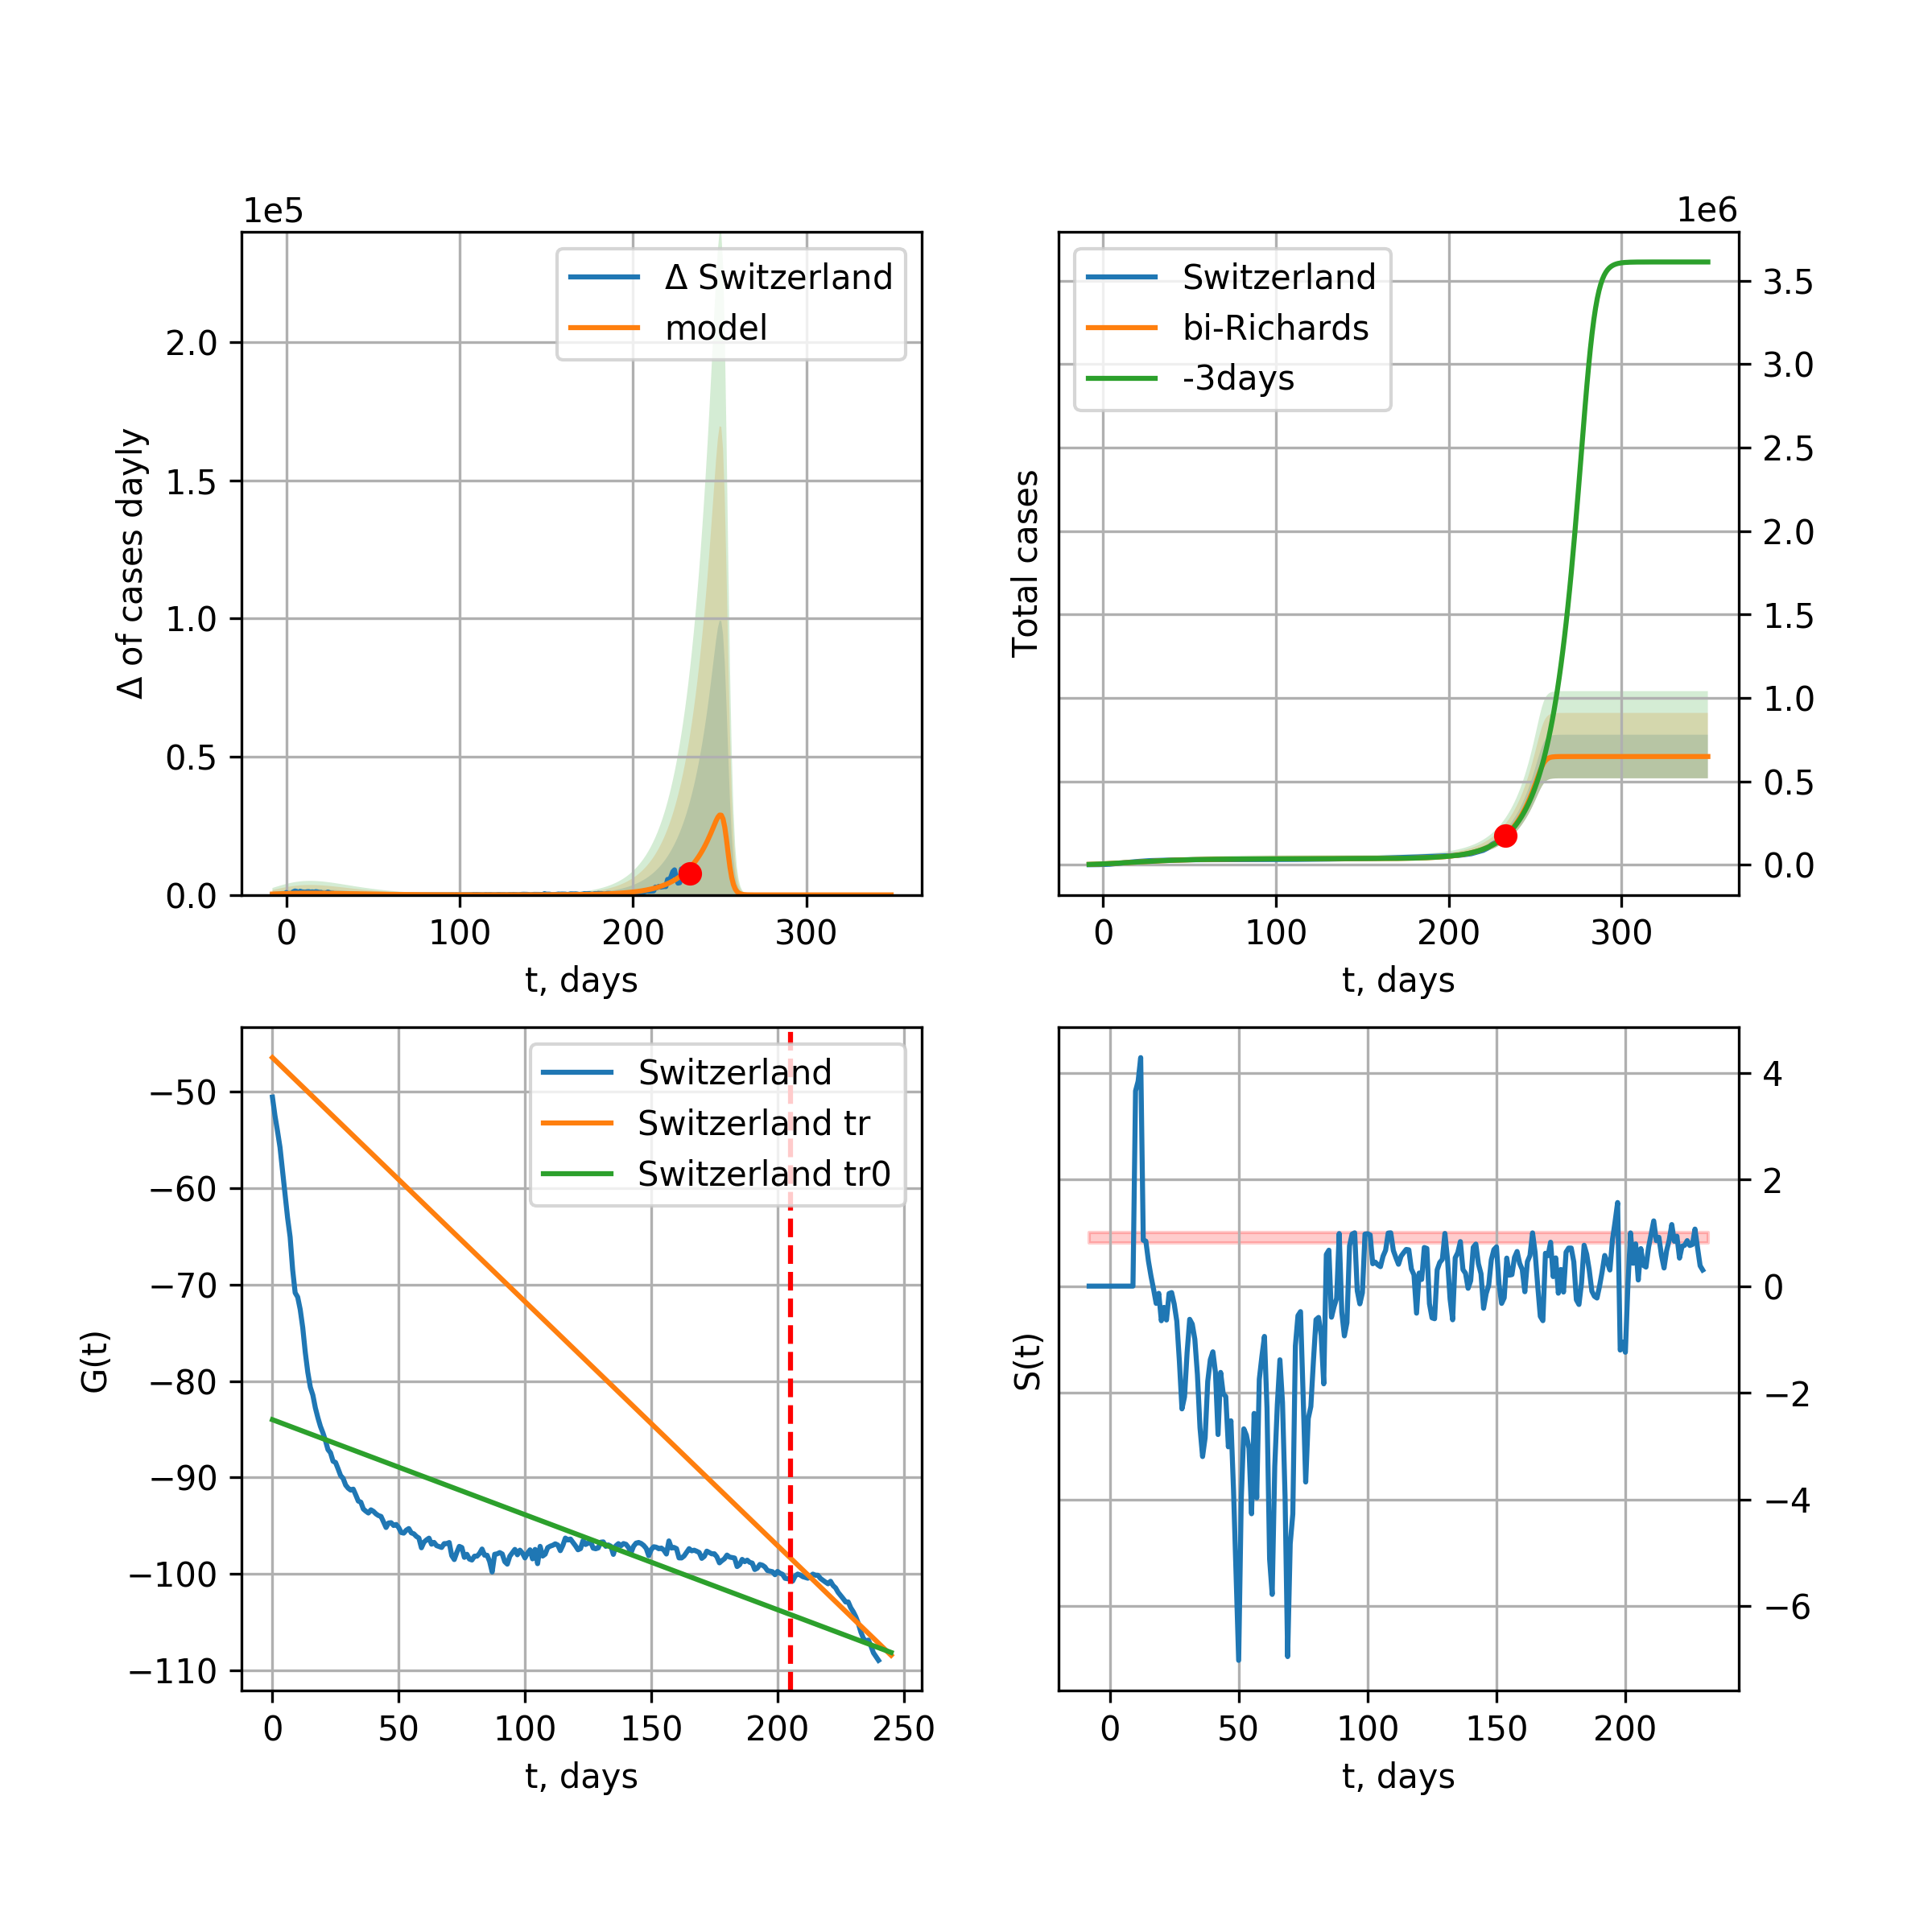 1e5
Δ Switzerland
model
2.0
1.5
1.0
0.5
0.0
Δ of cases dayly
0 100 200 300
t, days
1e6
Switzerland
bi-Richards
-3days
3.5
3.0
2.5
2.0
1.5
1.0
0.5
0.0
Total cases
0 100 200 300
t, days
Switzerland
Switzerland tr
Switzerland tr0
−50
−60
−70
−80
−90
−100
−110
G(t)
0 50 100 150 200 250
t, days
4
2
0
−2
−4
−6
S(t)
0 50 100 150 200
t, days